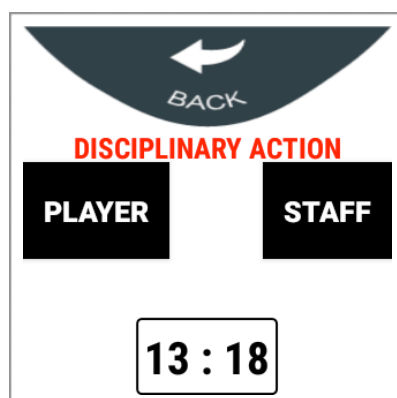 BACK
DISCIPLINARY ACTION
PLAYER STAFF
13 : 18